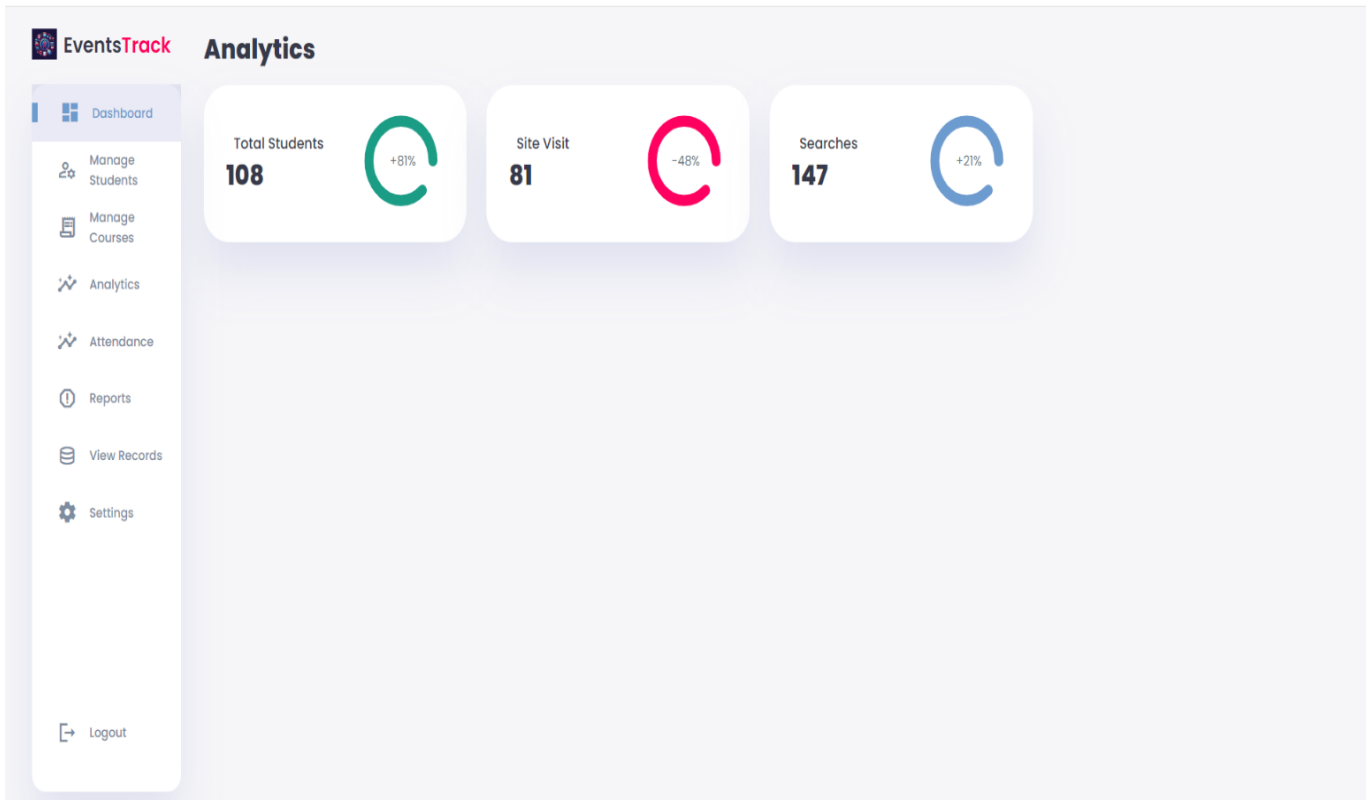 EventsTrack
Analytics
Dashboard
Manage
Students
Manage
Courses
Analytics
Attendance
Reports
View Records
Settings
Logout
Total Students
108
+81%
Site Visit
81
-48%
Searches
147
+21%